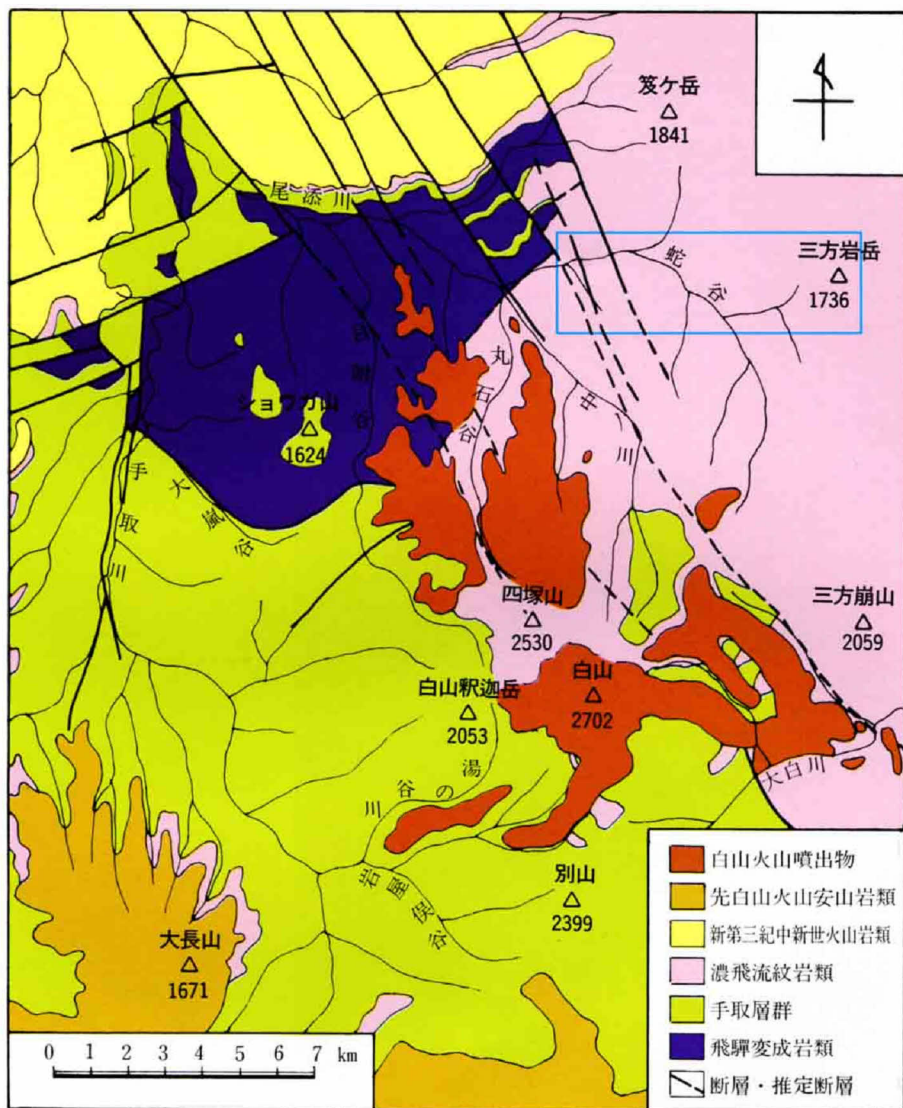 笈ケ岳
1841
尾添川
蛇谷
三方岩岳
1736
丸石谷
中ノ川
ショウガ山
1624
手取川
大嵐谷
四塚山
2530
三方崩山
2059
白山釈迦岳
2053
白山
2702
大白川
湯の谷川
岩屋俣谷
別山
2399
大長山
1671
0 1 2 3 4 5 6 7 km
白山火山噴出物
先白山火山安山岩類
新第三紀中新世火山岩類
濃飛流紋岩類
手取層群
飛騨変成岩類
断層・推定断層